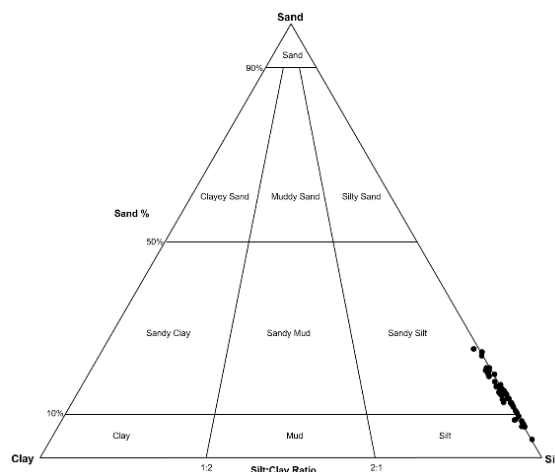 Sand
Sand
90%
Clayey Sand
Muddy Sand
Silty Sand
Sand %
50%
Sandy Clay
Sandy Mud
Sandy Silt
10%
Clay
Mud
Silt
Clay
Si
1:2
Silt:Clay Ratio
2:1